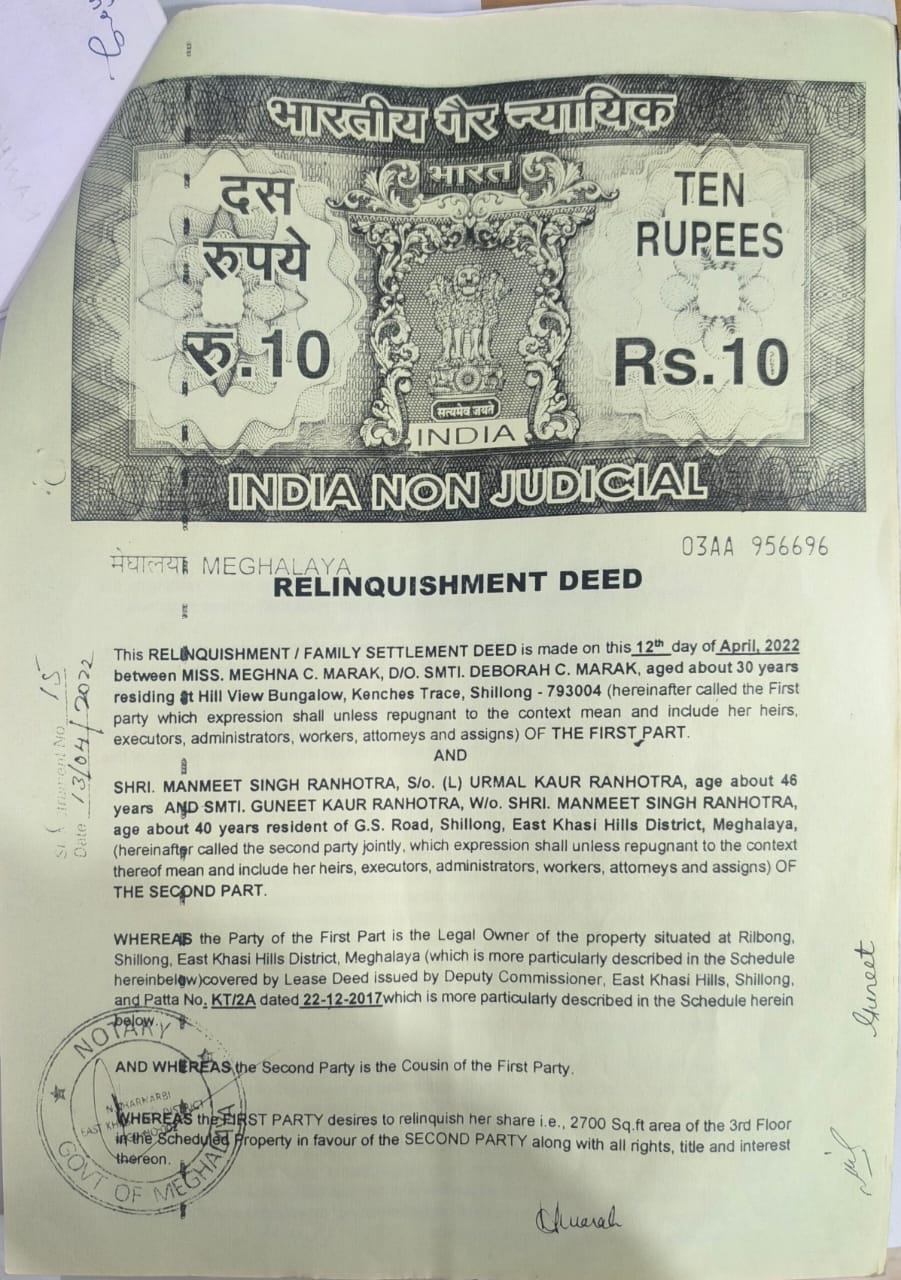 भारतीय गैर न्यायिक
भारत
दस
रुपये
रु.10
TEN
RUPEES
Rs.10
सत्यमेव जयते
INDIA
INDIA NON JUDICIAL
मेघालया MEGHALAYA
03AA 956696
RELINQUISHMENT DEED
This RELINQUISHMENT / FAMILY SETTLEMENT DEED is made on this 12th day of April, 2022
between MISS. MEGHNA C. MARAK, D/O. SMTI. DEBORAH C. MARAK, aged about 30 years
residing at Hill View Bungalow, Kenches Trace, Shillong - 793004 (hereinafter called the First
party which expression shall unless repugnant to the context mean and include her heirs,
executors, administrators, workers, attorneys and assigns) OF THE FIRST PART.
AND
SHRI. MANMEET SINGH RANHOTRA, S/o. (L) URMAL KAUR RANHOTRA, age about 46
years AND SMTI. GUNEET KAUR RANHOTRA, W/o. SHRI. MANMEET SINGH RANHOTRA,
age about 40 years resident of G.S. Road, Shillong, East Khasi Hills District, Meghalaya,
(hereinafter called the second party jointly, which expression shall unless repugnant to the context
thereof mean and include her heirs, executors, administrators, workers, attorneys and assigns) OF
THE SECOND PART.
WHEREAS the Party of the First Part is the Legal Owner of the property situated at Rilbong,
Shillong, East Khasi Hills District, Meghalaya (which is more particularly described in the Schedule
hereinbelow)covered by Lease Deed issued by Deputy Commissioner, East Khasi Hills, Shillong,
and Patta No. KT/2A dated 22-12-2017which is more particularly described in the Schedule herein
below.
AND WHEREAS the Second Party is the Cousin of the First Party.
WHEREAS the FIRST PARTY desires to relinquish her share i.e., 2700 Sq.ft area of the 3rd Floor
in the Scheduled Property in favour of the SECOND PARTY along with all rights, title and interest
thereon.
No 15
Date 13/04/2022
NOTARY
GOVT OF MEGHALAYA
Guneet